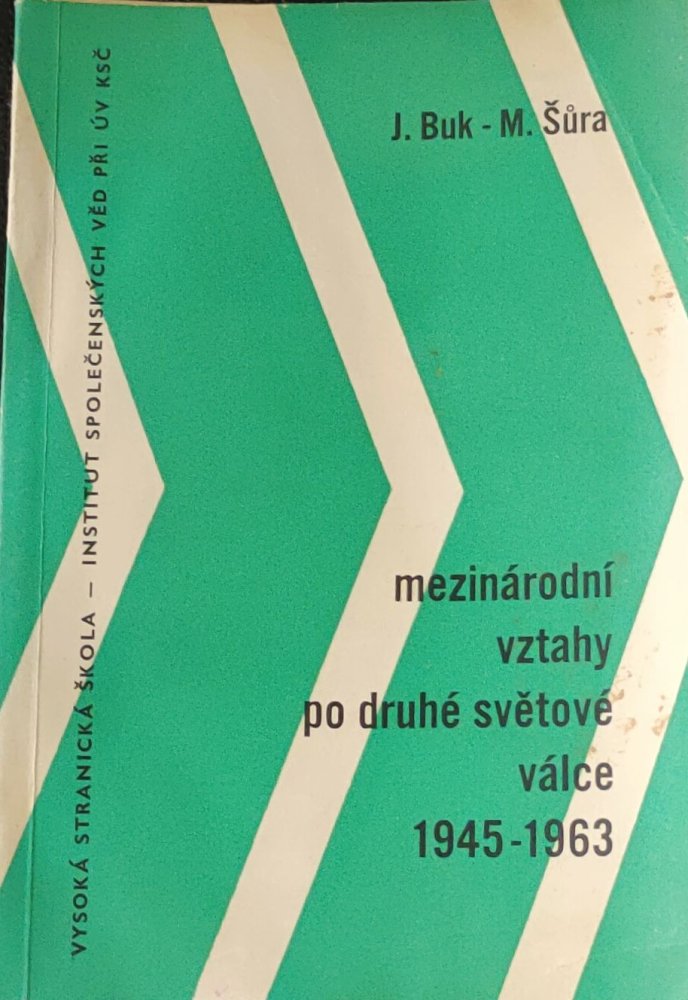 J. Buk - M. Šůra
mezinárodní
vztahy
po druhé světové
válce
1945-1963
VYSOKÁ STRANICKÁ ŠKOLA – INSTITUT SPOLEČENSKÝCH VĚD PŘI ÚV KSČ